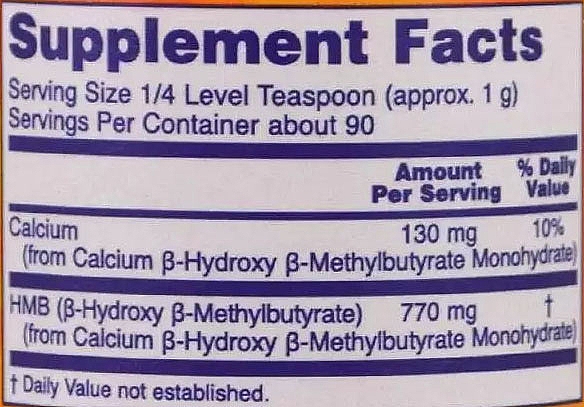 Supplement Facts
Serving Size 1/4 Level Teaspoon (approx. 1 g)
Servings Per Container about 90
Amount Per Serving % Daily Value
Calcium 130 mg 10%
(from Calcium β-Hydroxy β-Methylbutyrate Monohydrate)
HMB (β-Hydroxy β-Methylbutyrate) 770 mg †
(from Calcium β-Hydroxy β-Methylbutyrate Monohydrate)
† Daily Value not established.